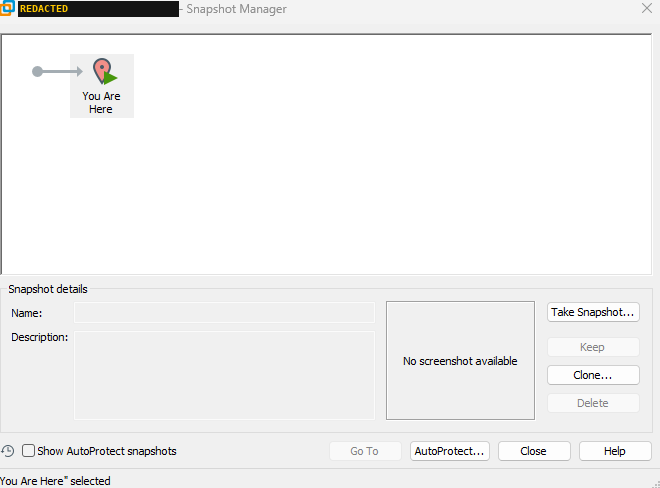 REDACTED - Snapshot Manager
You Are
Here
Snapshot details
Name:
Description:
No screenshot available
Take Snapshot...
Keep
Clone...
Delete
Show AutoProtect snapshots
Go To
AutoProtect...
Close
Help
You Are Here" selected